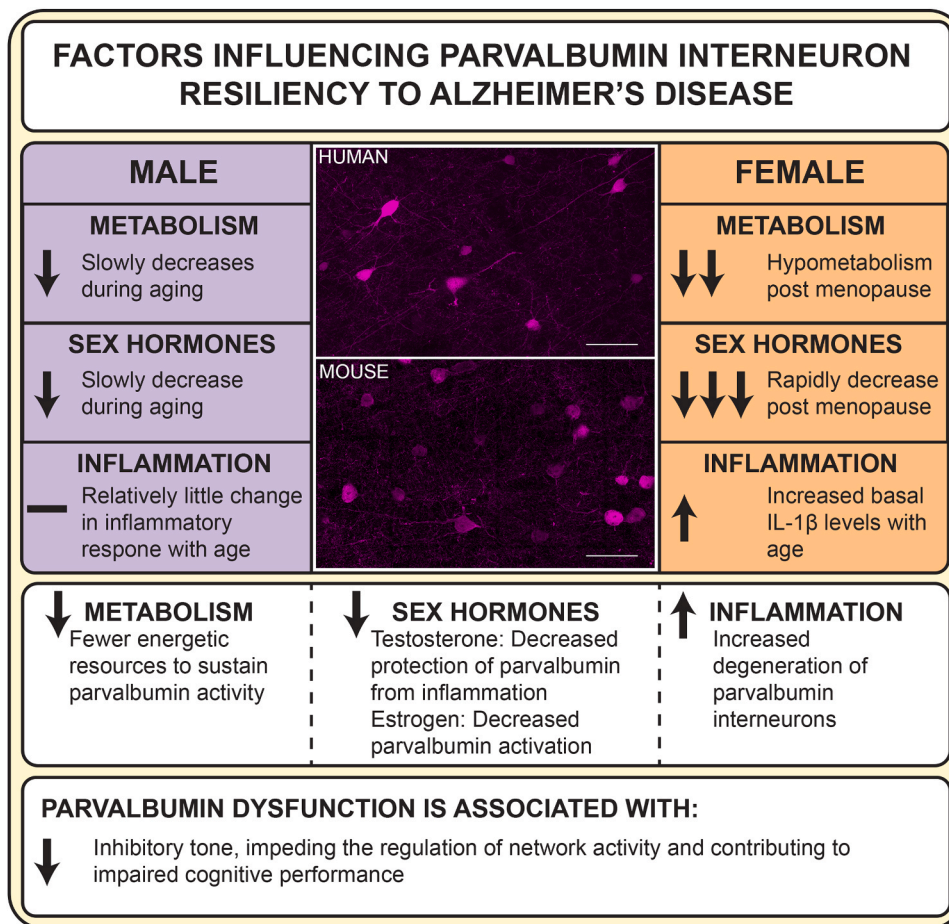 FACTORS INFLUENCING PARVALBUMIN INTERNEURON
RESILIENCY TO ALZHEIMER'S DISEASE
MALE
METABOLISM
Slowly decreases
during aging
SEX HORMONES
Slowly decrease
during aging
INFLAMMATION
Relatively little change
in inflammatory
respone with age
HUMAN
MOUSE
FEMALE
METABOLISM
Hypometabolism
post menopause
SEX HORMONES
Rapidly decrease
post menopause
INFLAMMATION
Increased basal
IL-1β levels with
age
METABOLISM
Fewer energetic
resources to sustain
parvalbumin activity
SEX HORMONES
Testosterone: Decreased
protection of parvalbumin
from inflammation
Estrogen: Decreased
parvalbumin activation
INFLAMMATION
Increased
degeneration of
parvalbumin
interneurons
PARVALBUMIN DYSFUNCTION IS ASSOCIATED WITH:
Inhibitory tone, impeding the regulation of network activity and contributing to
impaired cognitive performance